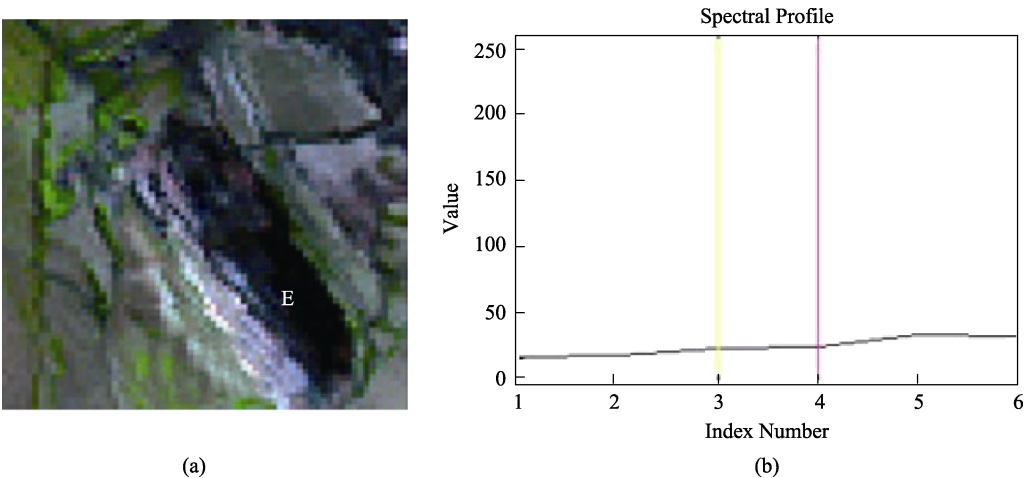 E
(a)
Spectral Profile
Value
250
200
150
100
50
0
1 2 3 4 5 6
Index Number
(b)